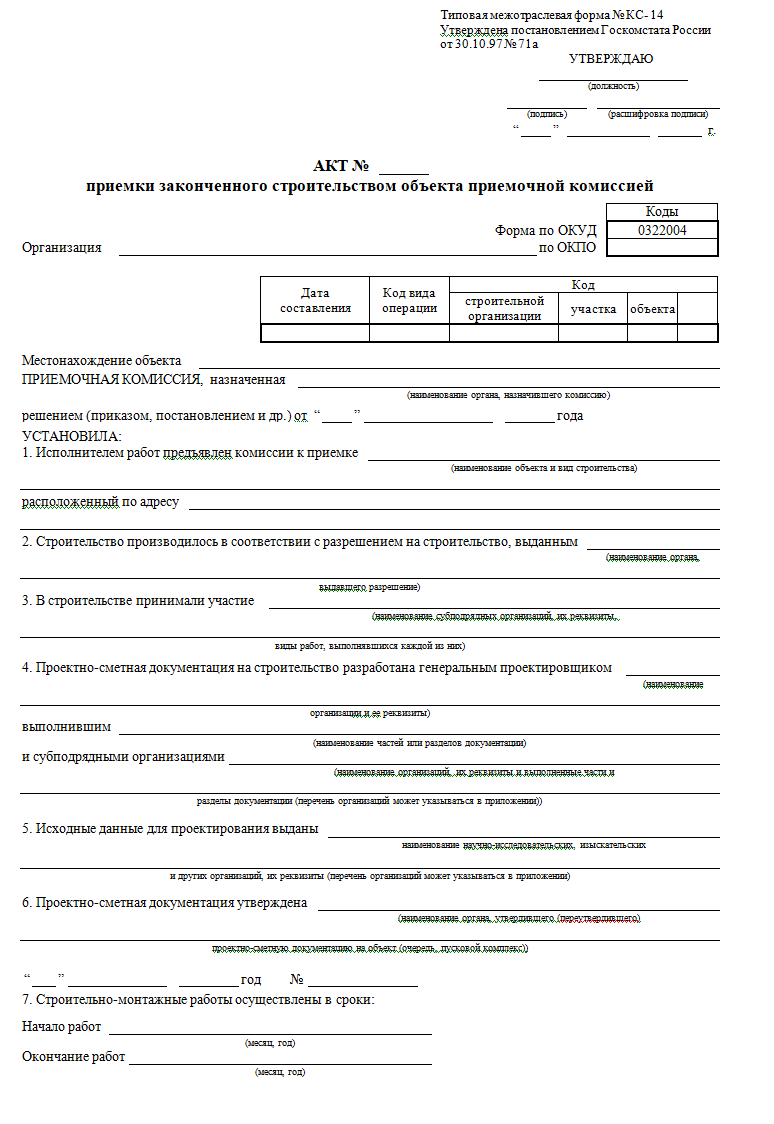 Типовая межотраслевая форма № КС- 14
Утверждена постановлением Госкомстата России
от 30.10.97 № 71а
УТВЕРЖДАЮ
(должность)
(подпись) (расшифровка подписи)
“ ” г.
АКТ №
приемки законченного строительством объекта приемочной комиссией
Коды
Форма по ОКУД 0322004
Организация по ОКПО
Дата составления Код вида операции Код
строительной организации участка объекта
Местонахождение объекта
ПРИЕМОЧНАЯ КОМИССИЯ, назначенная
(наименование органа, назначившего комиссию)
решением (приказом, постановлением и др.) от “ ” года
УСТАНОВИЛА:
1. Исполнителем работ предъявлен комиссии к приемке
(наименование объекта и вид строительства)
расположенный по адресу
2. Строительство производилось в соответствии с разрешением на строительство, выданным
(наименование органа,
выдавшего разрешение)
3. В строительстве принимали участие
(наименование субподрядных организаций, их реквизиты,
виды работ, выполнявшихся каждой из них)
4. Проектно-сметная документация на строительство разработана генеральным проектировщиком
(наименование
организации и ее реквизиты)
выполнившим
(наименование частей или разделов документации)
и субподрядными организациями
(наименование организаций, их реквизиты и выполненные части и
разделы документации (перечень организаций может указываться в приложении))
5. Исходные данные для проектирования выданы
наименование научно-исследовательских, изыскательских
и других организаций, их реквизиты (перечень организаций может указываться в приложении)
6. Проектно-сметная документация утверждена
(наименование органа, утвердившего (переутвердившего)
проектно-сметную документацию на объект (очередь, пусковой комплекс))
“ ” год №
7. Строительно-монтажные работы осуществлены в сроки:
Начало работ
(месяц, год)
Окончание работ
(месяц, год)